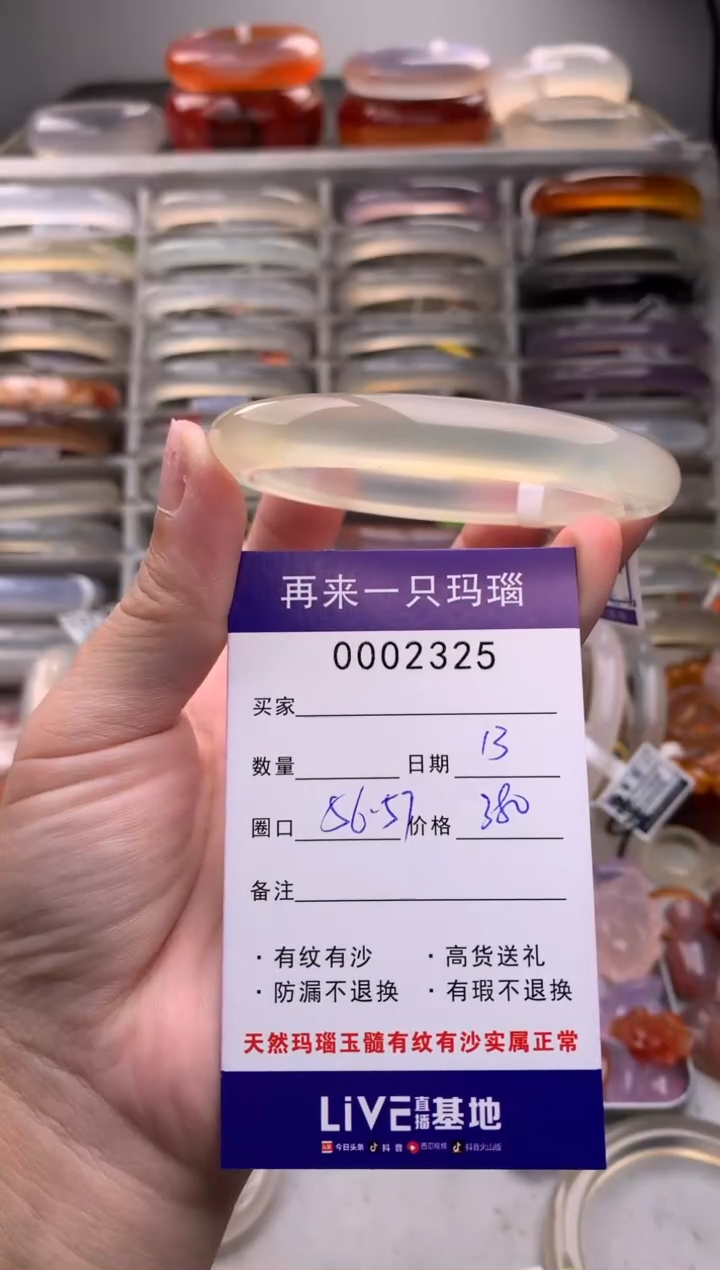 再来一只玛瑙
0002325
买家
数量 日期 13
圈口 56-57 价格 380
备注
·有纹有沙 ·高货送礼
·防漏不退换 ·有瑕不退换
天然玛瑙玉髓有纹有沙实属正常
LiVE直播基地
今日头条 抖音 西瓜视频 抖音火山版